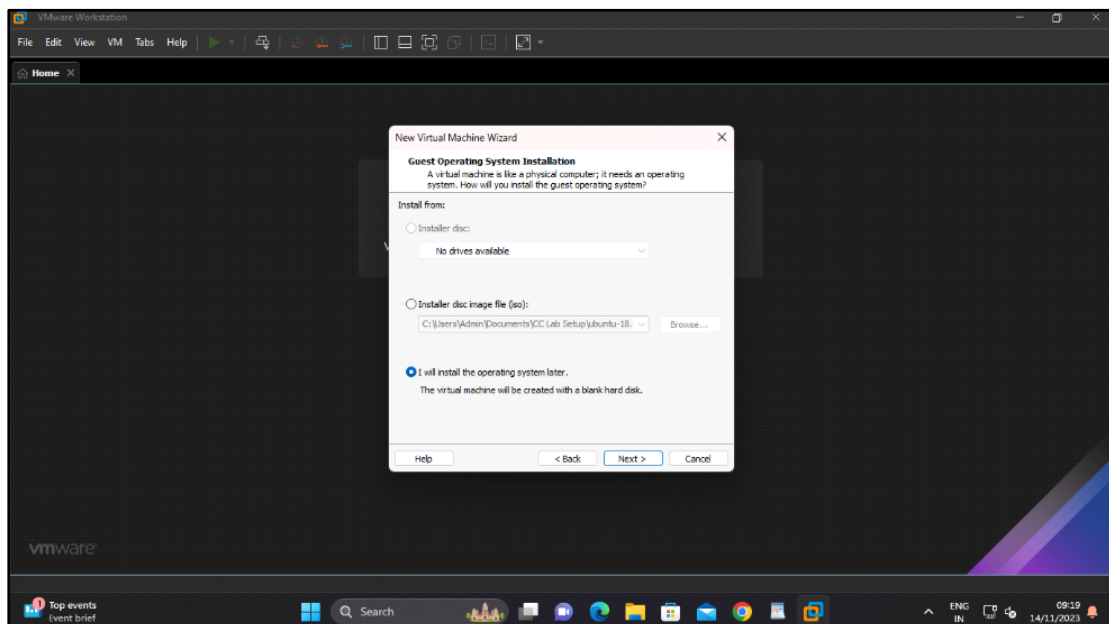 VMware Workstation
File Edit View VM Tabs Help
Home
New Virtual Machine Wizard
Guest Operating System Installation
A virtual machine is like a physical computer; it needs an operating
system. How will you install the guest operating system?
Install from:
Installer disc:
No drives available
Installer disc image file (iso):
C:\Users\Admin\Documents\CC Lab Setup\ubuntu-18.
Browse...
I will install the operating system later.
The virtual machine will be created with a blank hard disk.
Help
< Back
Next >
Cancel
vmware
1
Top events
Event brief
Search
ENG
IN
09:19
14/11/2023